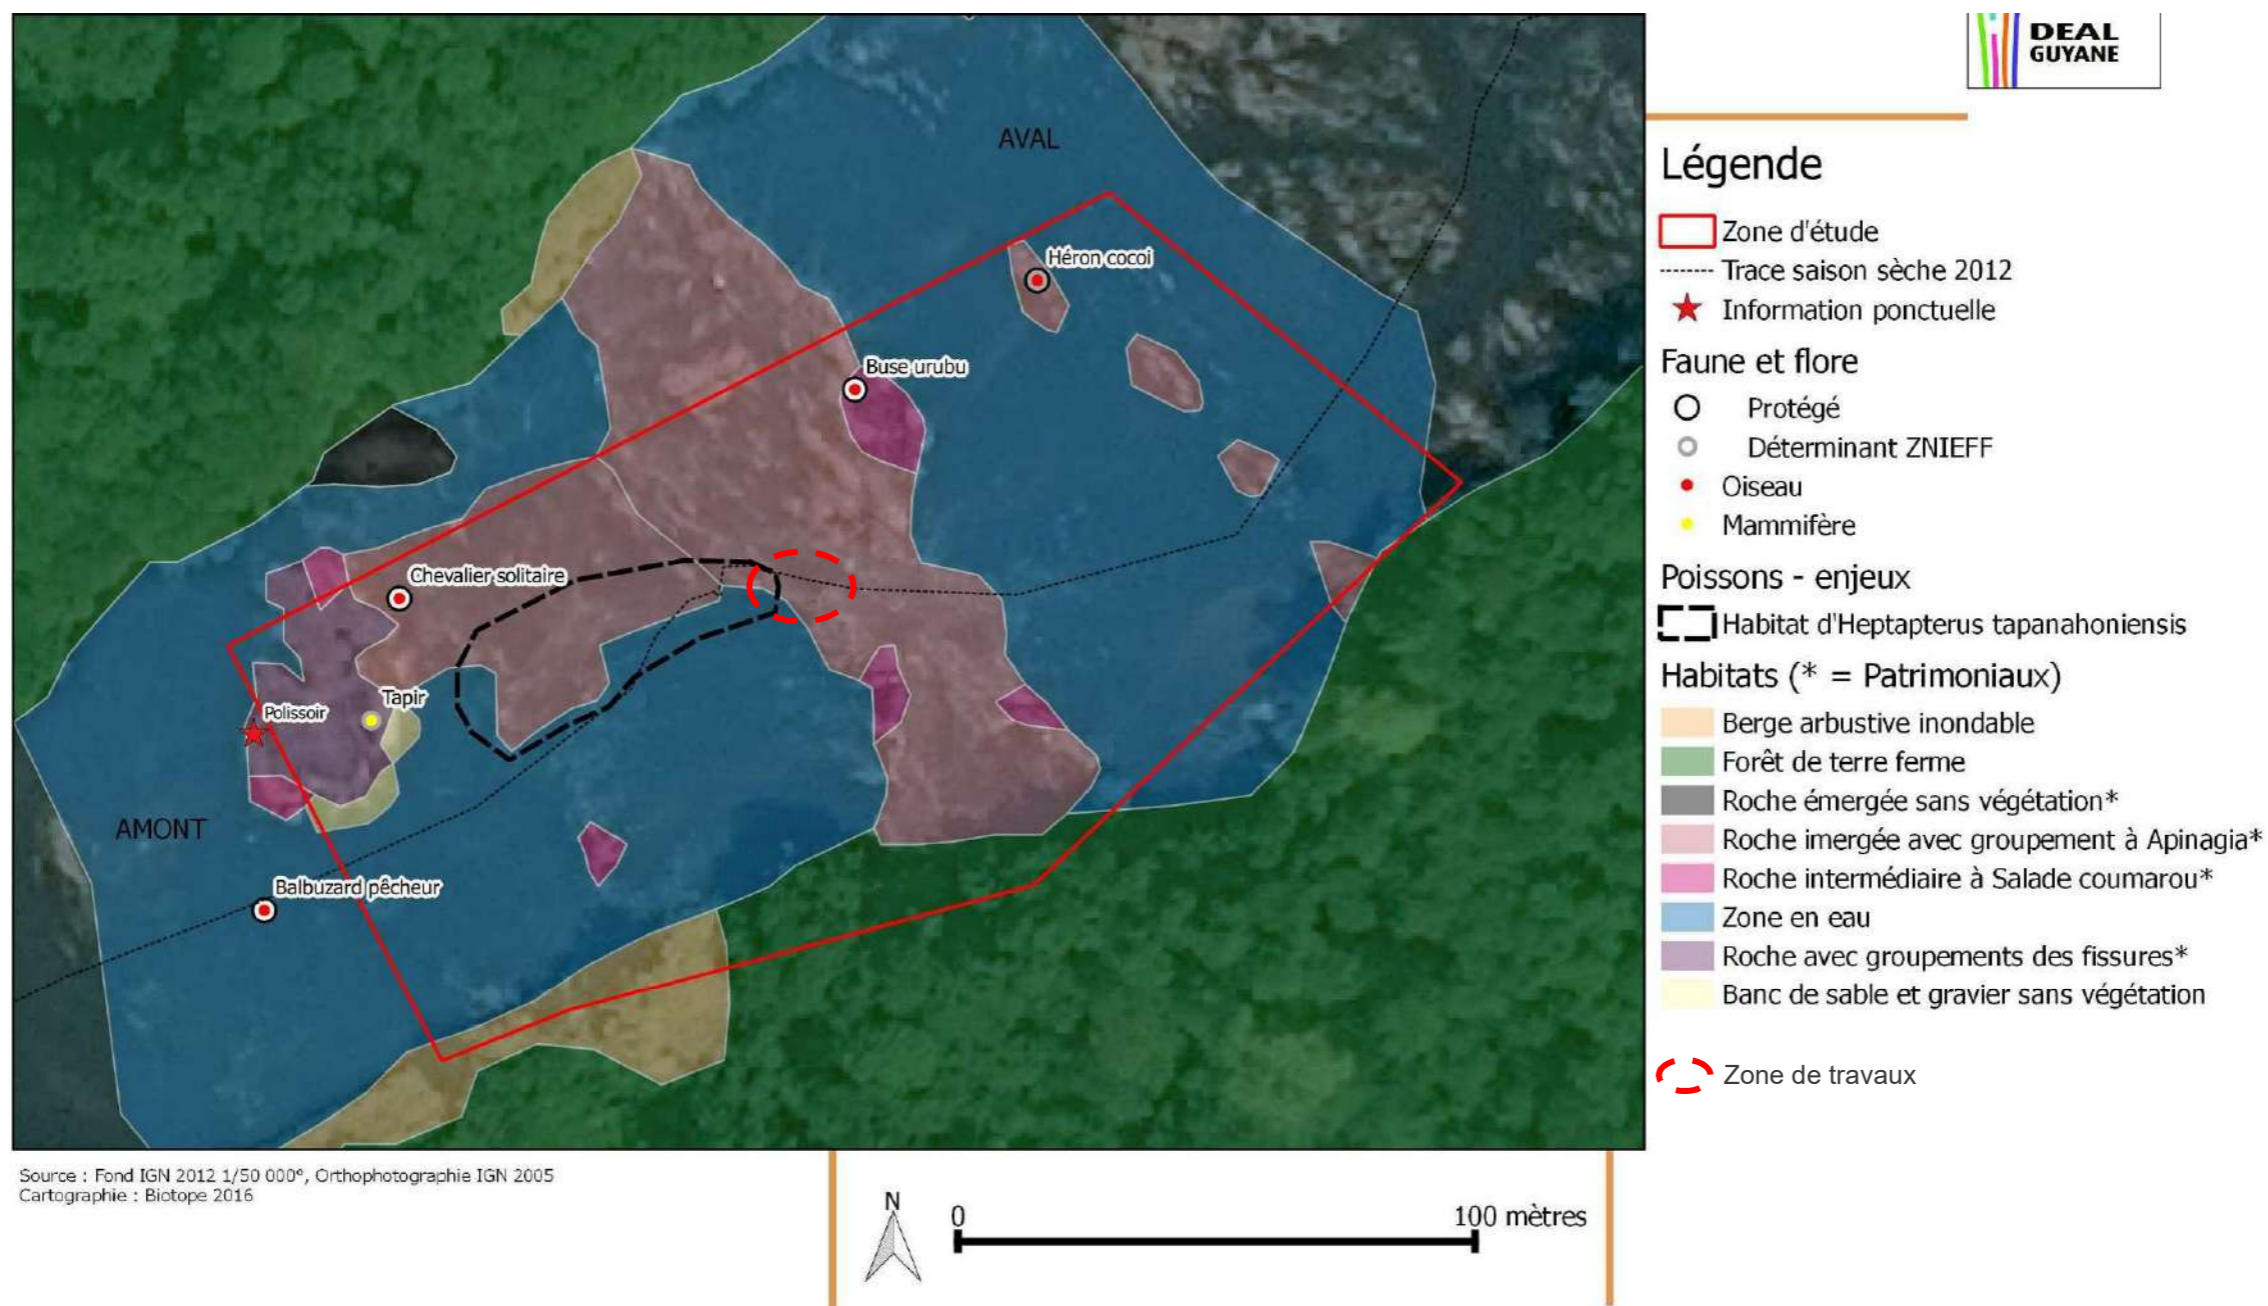 DEAL
GUYANE
AVAL
Héron cocoi
Buse urubu
Chevalier solitaire
Tapir
Polissoir
AMONT
Balbuzard pêcheur
Légende
Zone d'étude
Trace saison sèche 2012
Information ponctuelle
Faune et flore
Protégé
Déterminant ZNIEFF
Oiseau
Mammifère
Poissons - enjeux
Habitat d'Heptapterus tapanahoniensis
Habitats (* = Patrimoniaux)
Berge arbustive inondable
Forêt de terre ferme
Roche émergée sans végétation*
Roche imergée avec groupement à Apinagia*
Roche intermédiaire à Salade coumarou*
Zone en eau
Roche avec groupements des fissures*
Banc de sable et gravier sans végétation
Zone de travaux
Source : Fond IGN 2012 1/50 000°, Orthophotographie IGN 2005
Cartographie : Biotope 2016
N
0 100 mètres